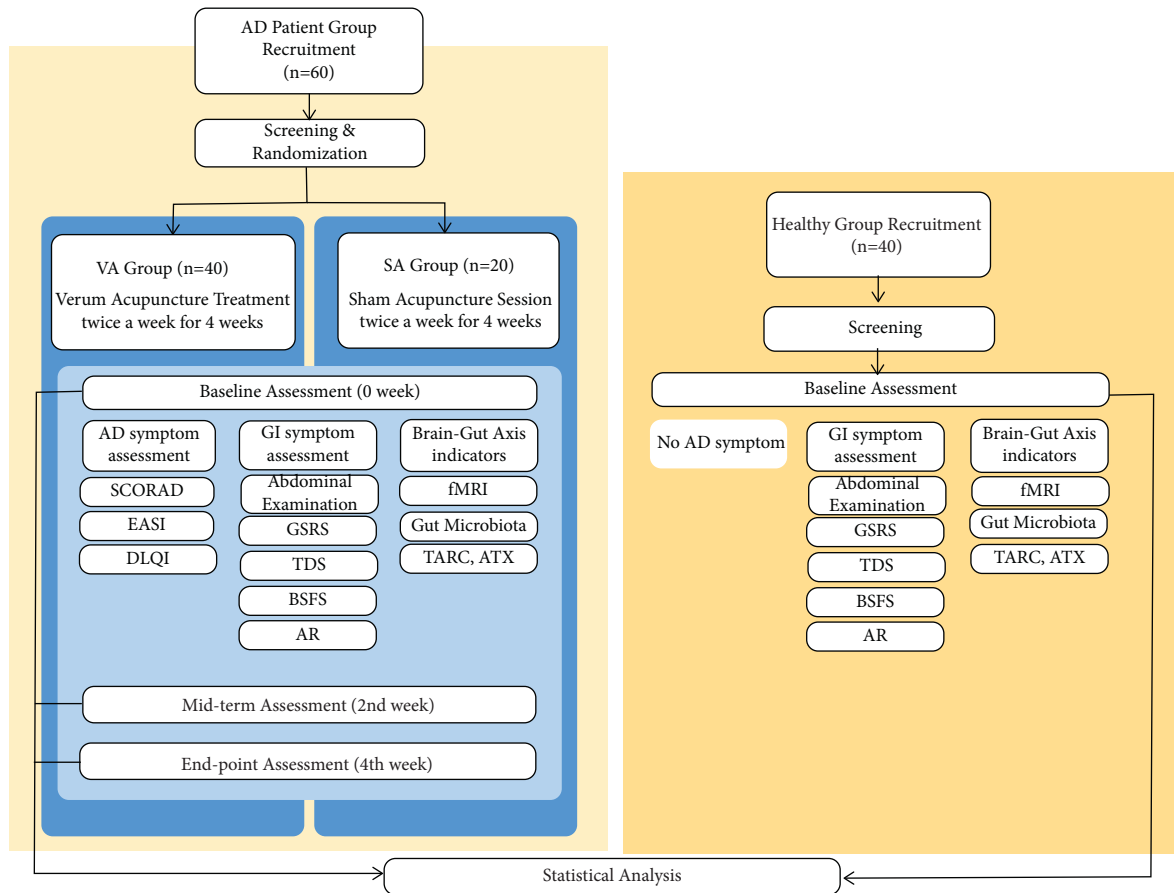 AD Patient Group
Recruitment
(n=60)
Screening &
Randomization
VA Group (n=40)
Verum Acupuncture Treatment
twice a week for 4 weeks
SA Group (n=20)
Sham Acupuncture Session
twice a week for 4 weeks
Baseline Assessment (0 week)
AD symptom
assessment
SCORAD
EASI
DLQI
GI symptom
assessment
Abdominal
Examination
GSRS
TDS
BSFS
AR
Brain-Gut Axis
indicators
fMRI
Gut Microbiota
TARC, ATX
Mid-term Assessment (2nd week)
End-point Assessment (4th week)
Healthy Group Recruitment
(n=40)
Screening
Baseline Assessment
No AD symptom
GI symptom
assessment
Abdominal
Examination
GSRS
TDS
BSFS
AR
Brain-Gut Axis
indicators
fMRI
Gut Microbiota
TARC, ATX
Statistical Analysis